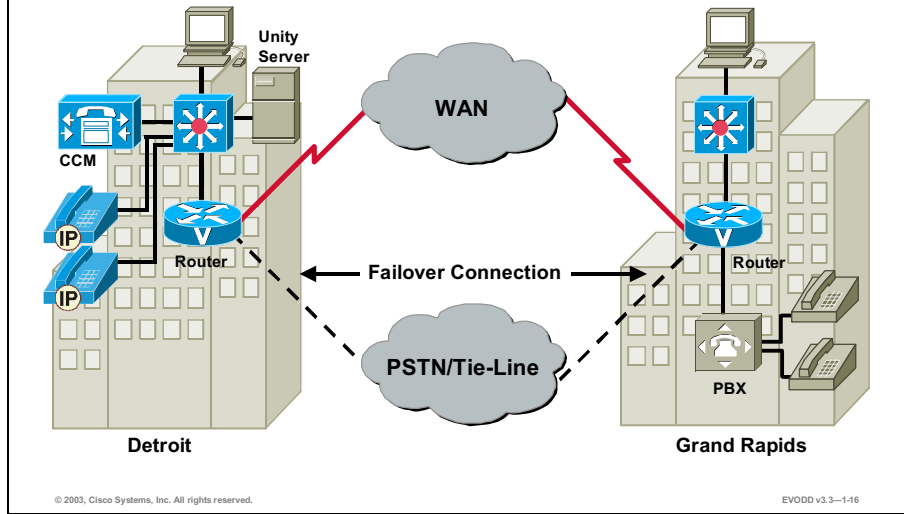 Unity
Server
WAN
CCM
IP
IP
V
Router
V
Router
Failover Connection
PSTN/Tie-Line
PBX
Detroit
Grand Rapids
© 2003, Cisco Systems, Inc. All rights reserved.
EVODD v3.3—1-16